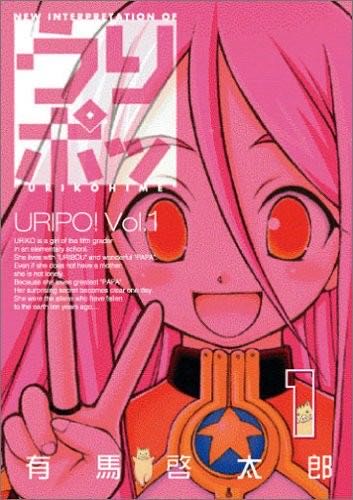 NEW INTERPRETATION OF
ウリ
ポッ
URIKOHIME
URIPO! Vol.1
URIKO is a girl of the fifth grader
in an elementary school.
She lives with "URIBOU" and wonderful "PAPA".
Even if she does not have a mother,
she is not lonely.
Because she loves greatest "PAPA".
Her surprising secret becomes clear one day.
She were the aliens who have fallen
to the earth ten years ago....
1
有馬啓太郎